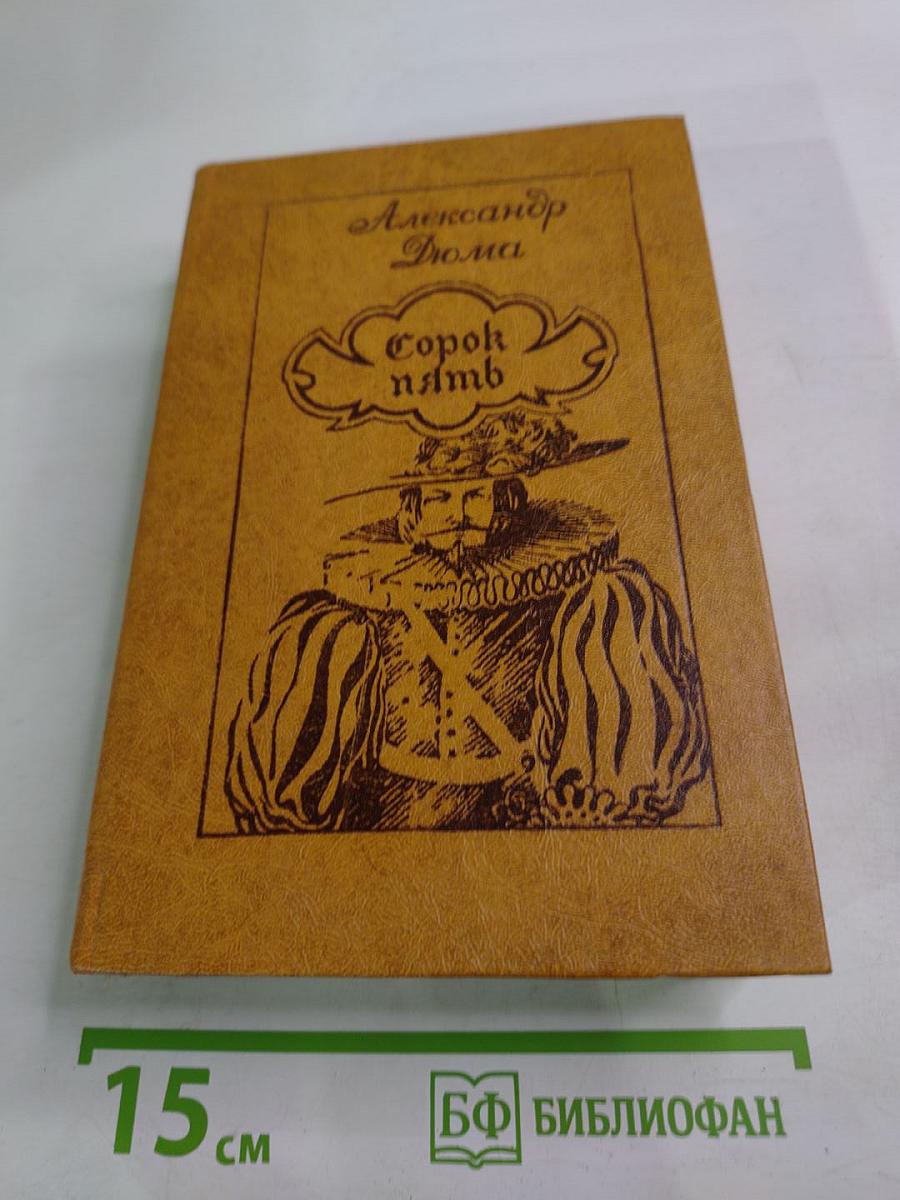 Александр
Дюма
Сорок
пять
15 см
БФ БИБЛИОФАН